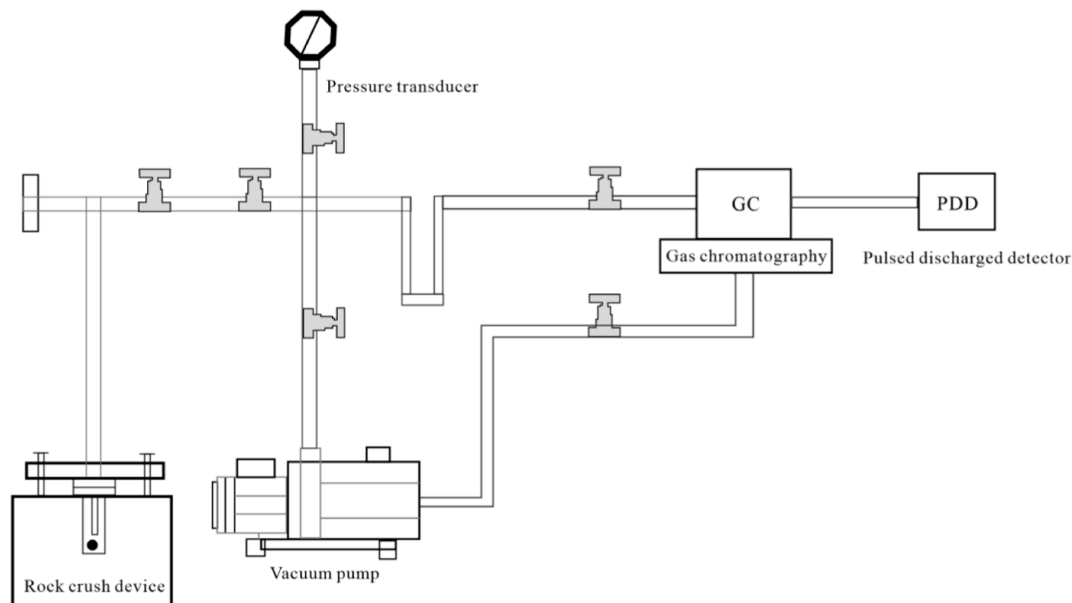 Pressure transducer
GC
PDD
Gas chromatography
Pulsed discharged detector
Vacuum pump
Rock crush device